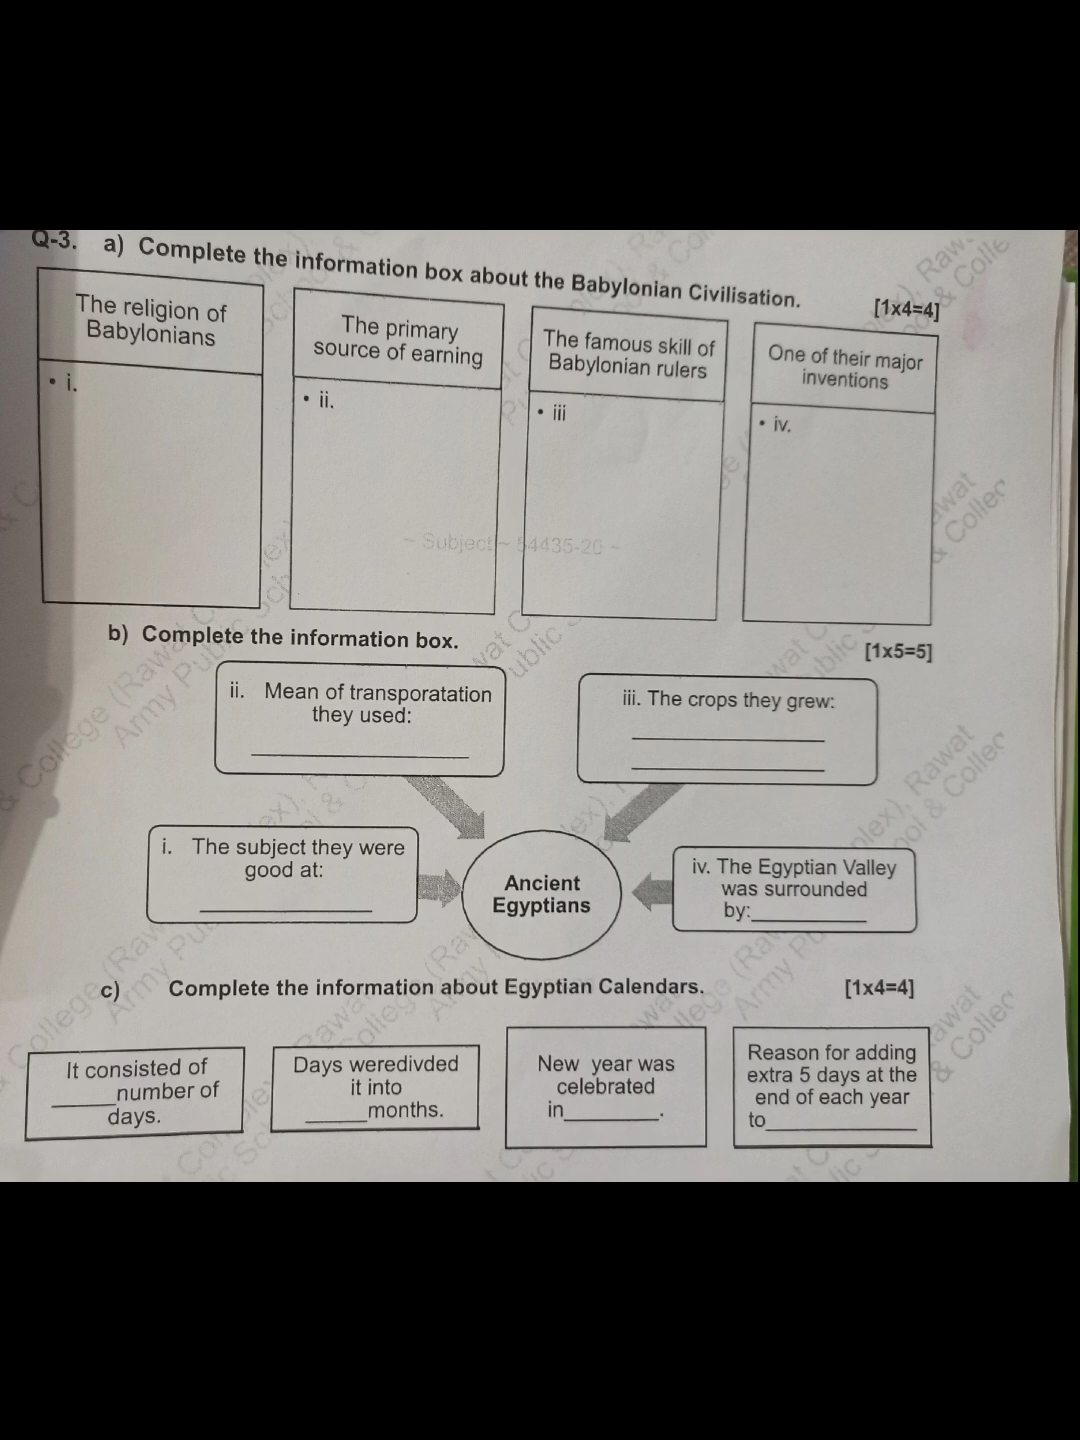 Q-3. a) Complete the information box about the Babylonian Civilisation.
[1x4=4]
The religion of
Babylonians
• i.
The primary
source of earning
• ii.
The famous skill of
Babylonian rulers
• iii
One of their major
inventions
• iv.
~ Subject ~ 54435-26 ~
b) Complete the information box.
[1x5=5]
ii. Mean of transporatation
they used:
iii. The crops they grew:
i. The subject they were
good at:
Ancient
Egyptians
iv. The Egyptian Valley
was surrounded
by:
c) Complete the information about Egyptian Calendars.
[1x4=4]
It consisted of
______number of
days.
Days weredivded
it into
______months.
New year was
celebrated
in_________.
Reason for adding
extra 5 days at the
end of each year
to______________